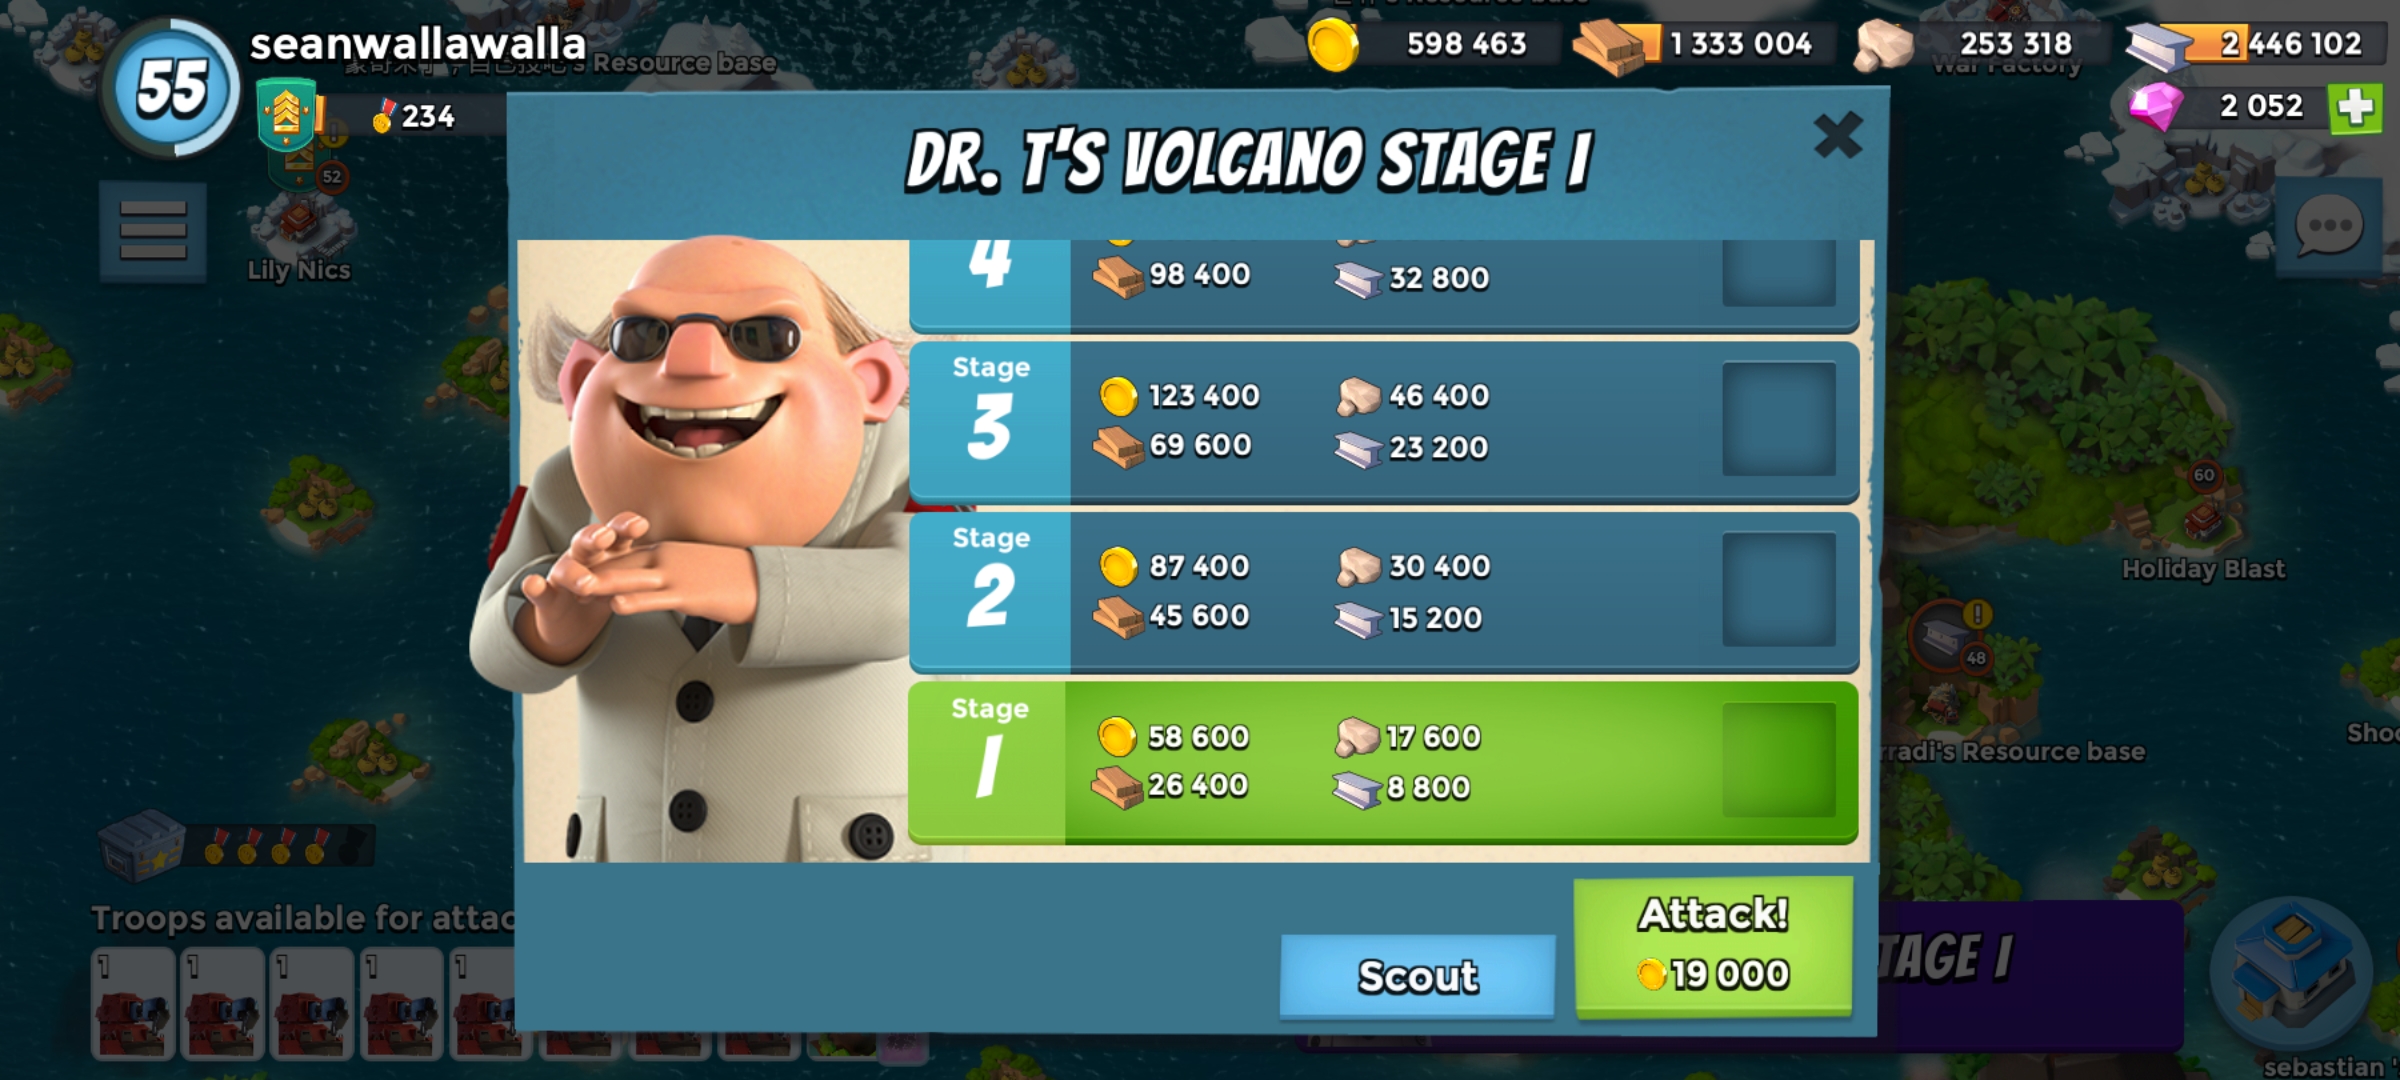 55
seanwallawalla
234
598 463
1 333 004
253 318
2 446 102
2 052
Resource base
War Factory
DR. T'S VOLCANO STAGE I
52
Lily Nics
4
98 400
32 800
Stage
3
123 400
46 400
69 600
23 200
Stage
2
87 400
30 400
45 600
15 200
Stage
1
58 600
17 600
26 400
8 800
60
Holiday Blast
48
Resource base
Troops available for
1
1
1
1
1
Scout
Attack!
19 000
TAGE I
sebastian